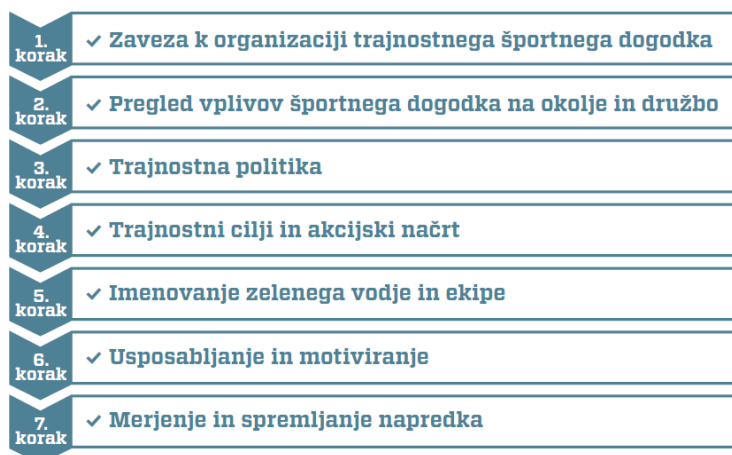 1. korak
✓ Zaveza k organizaciji trajnostnega športnega dogodka
2. korak
✓ Pregled vplivov športnega dogodka na okolje in družbo
3. korak
✓ Trajnostna politika
4. korak
✓ Trajnostni cilji in akcijski načrt
5. korak
✓ Imenovanje zelenega vodje in ekipe
6. korak
✓ Usposabljanje in motiviranje
7. korak
✓ Merjenje in spremljanje napredka